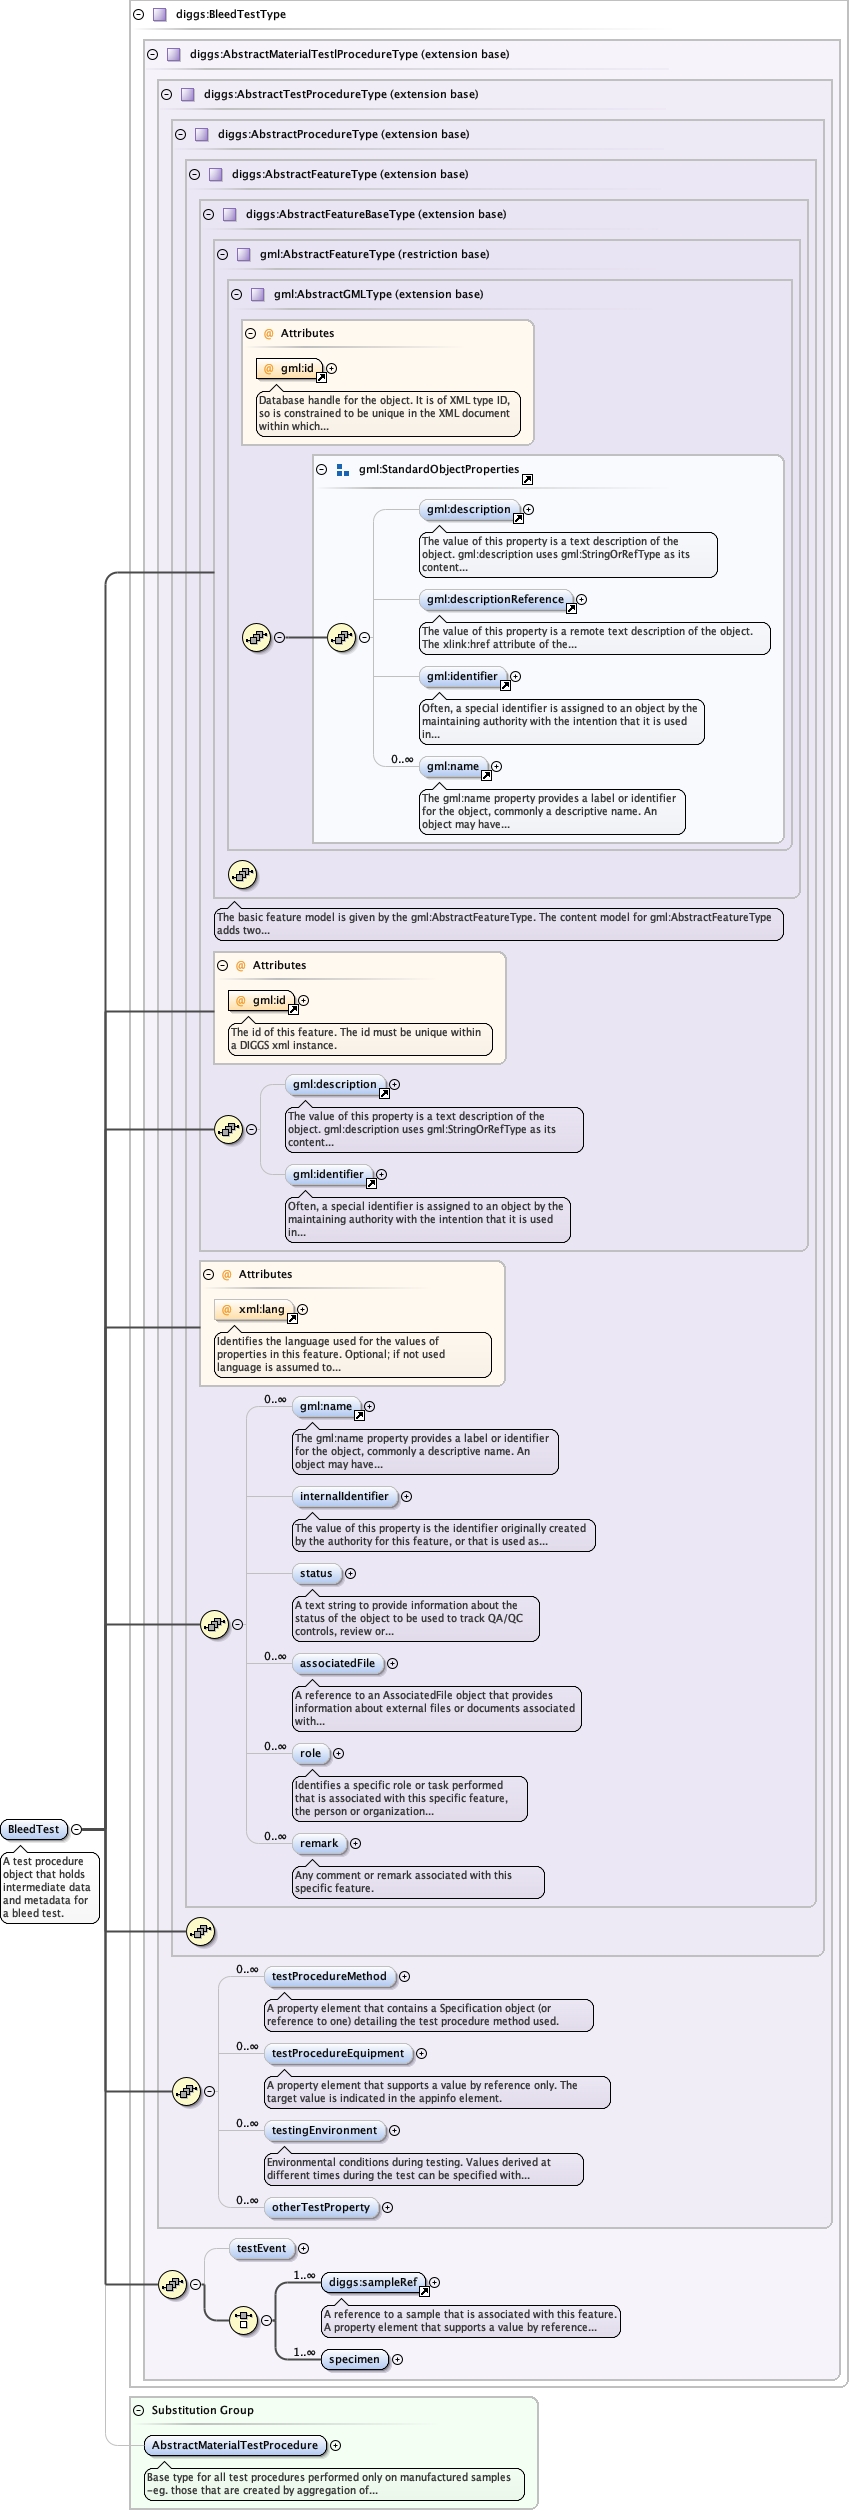 diggs:BleedTestType
diggs:AbstractMaterialTestlProcedureType (extension base)
diggs:AbstractTestProcedureType (extension base)
diggs:AbstractProcedureType (extension base)
diggs:AbstractFeatureType (extension base)
diggs:AbstractFeatureBaseType (extension base)
gml:AbstractFeatureType (restriction base)
gml:AbstractGMLType (extension base)
@ Attributes
@ gml:id
Database handle for the object. It is of XML type ID,
so is constrained to be unique in the XML document
within which...
gml:StandardObjectProperties
gml:description
The value of this property is a text description of the
object. gml:description uses gml:StringOrRefType as its
content...
gml:descriptionReference
The value of this property is a remote text description of the object.
The xlink:href attribute of the...
gml:identifier
Often, a special identifier is assigned to an object by the
maintaining authority with the intention that it is used
in...
0..∞
gml:name
The gml:name property provides a label or identifier
for the object, commonly a descriptive name. An
object may have...
The basic feature model is given by the gml:AbstractFeatureType. The content model for gml:AbstractFeatureType
adds two...
@ Attributes
@ gml:id
The id of this feature. The id must be unique within
a DIGGS xml instance.
gml:description
The value of this property is a text description of the
object. gml:description uses gml:StringOrRefType as its
content...
gml:identifier
Often, a special identifier is assigned to an object by the
maintaining authority with the intention that it is used
in...
@ Attributes
@ xml:lang
Identifies the language used for the values of
properties in this feature. Optional; if not used
language is assumed to...
0..∞
gml:name
The gml:name property provides a label or identifier
for the object, commonly a descriptive name. An
object may have...
internalIdentifier
The value of this property is the identifier originally created
by the authority for this feature, or that is used as...
status
A text string to provide information about the
status of the object to be used to track QA/QC
controls, review or...
0..∞
associatedFile
A reference to an AssociatedFile object that provides
information about external files or documents associated
with...
0..∞
role
Identifies a specific role or task performed
that is associated with this specific feature,
the person or organization...
0..∞
remark
Any comment or remark associated with this
specific feature.
BleedTest
A test procedure
object that holds
intermediate data
and metadata for
a bleed test.
0..∞
testProcedureMethod
A property element that contains a Specification object (or
reference to one) detailing the test procedure method used.
0..∞
testProcedureEquipment
A property element that supports a value by reference only. The
target value is indicated in the appinfo element.
0..∞
testingEnvironment
Environmental conditions during testing. Values derived at
different times during the test can be specified with...
0..∞
otherTestProperty
testEvent
1..∞
diggs:sampleRef
A reference to a sample that is associated with this feature.
A property element that supports a value by reference...
1..∞
specimen
Substitution Group
AbstractMaterialTestProcedure
Base type for all test procedures performed only on manufactured samples
-eg. those that are created by aggregation of...